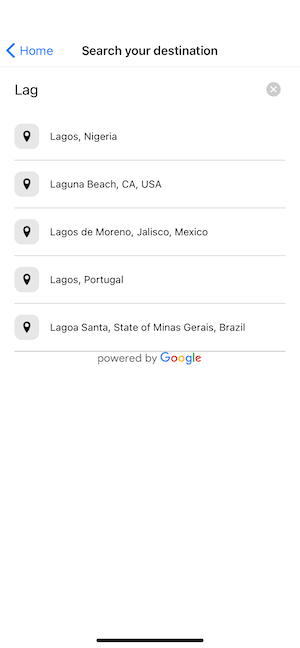 Home
Search your destination
Lag
Lagos, Nigeria
Laguna Beach, CA, USA
Lagos de Moreno, Jalisco, Mexico
Lagos, Portugal
Lagoa Santa, State of Minas Gerais, Brazil
powered by Google